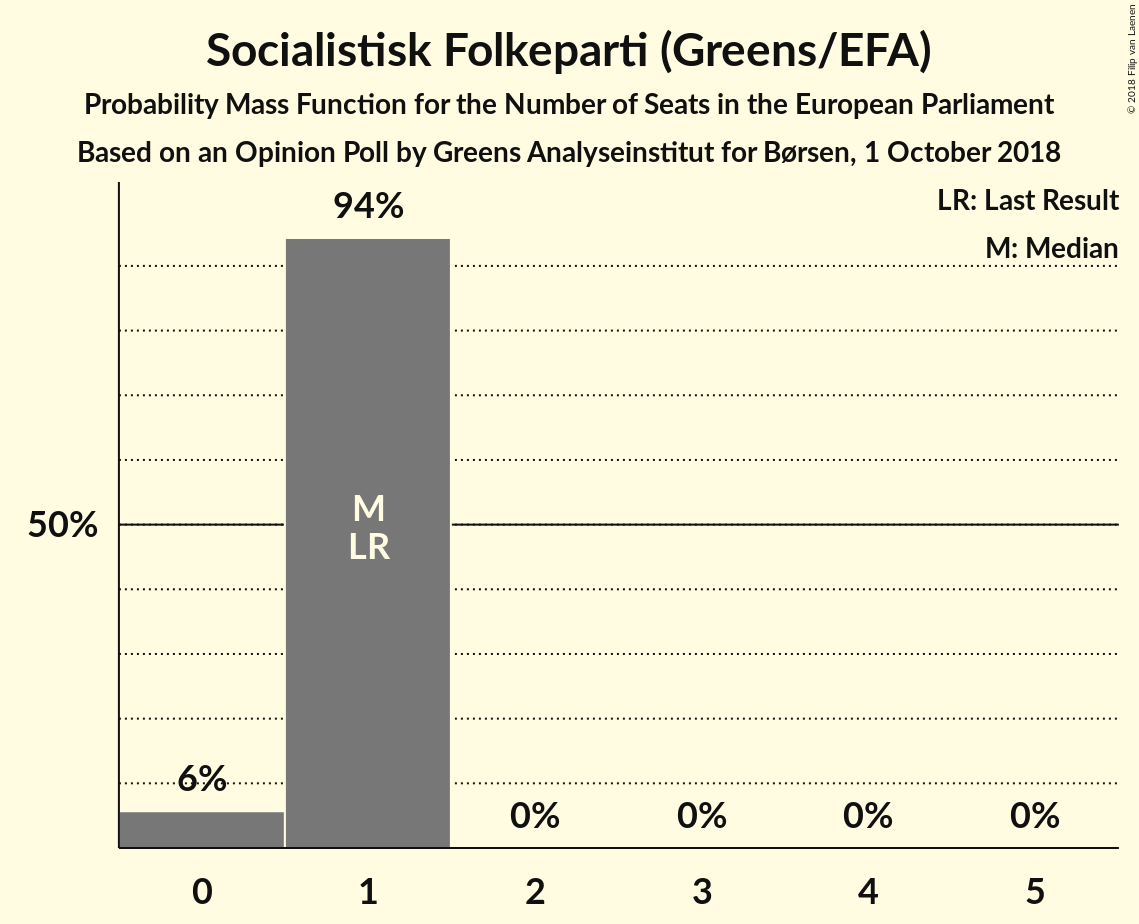 Socialistisk Folkeparti (Greens/EFA)
Probability Mass Function for the Number of Seats in the European Parliament
Based on an Opinion Poll by Greens Analyseinstitut for Børsen, 1 October 2018
© 2018 Filip van Laenen
LR: Last Result
M: Median
94%
50%
M
LR
6%
0% 0% 0% 0%
0 1 2 3 4 5